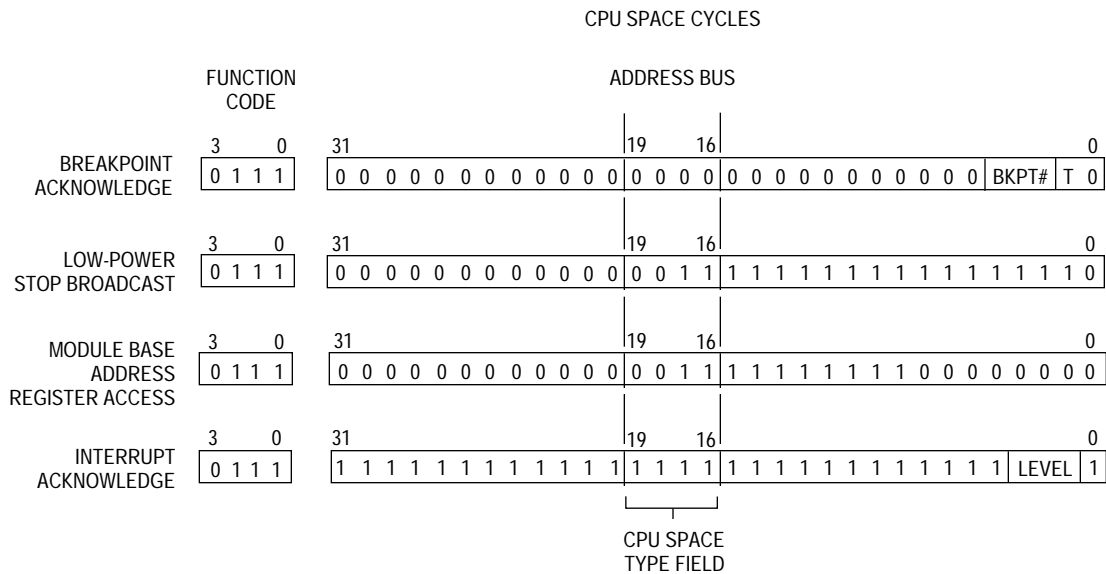 CPU SPACE CYCLES
FUNCTION
CODE
ADDRESS BUS
BREAKPOINT
ACKNOWLEDGE
3 0
0 1 1 1
31 19 16 0
0 0 0 0 0 0 0 0 0 0 0 0 0 0 0 0 0 0 0 0 0 0 0 0 0 0 0 BKPT# T 0
LOW-POWER
STOP BROADCAST
3 0
0 1 1 1
31 19 16 0
0 0 0 0 0 0 0 0 0 0 0 0 0 0 1 1 1 1 1 1 1 1 1 1 1 1 1 1 1 1 1 0
MODULE BASE
ADDRESS
REGISTER ACCESS
3 0
0 1 1 1
31 19 16 0
0 0 0 0 0 0 0 0 0 0 0 0 0 0 1 1 1 1 1 1 1 1 1 1 0 0 0 0 0 0 0 0
INTERRUPT
ACKNOWLEDGE
3 0
0 1 1 1
31 19 16 0
1 1 1 1 1 1 1 1 1 1 1 1 1 1 1 1 1 1 1 1 1 1 1 1 1 1 1 1 LEVEL 1
CPU SPACE
TYPE FIELD